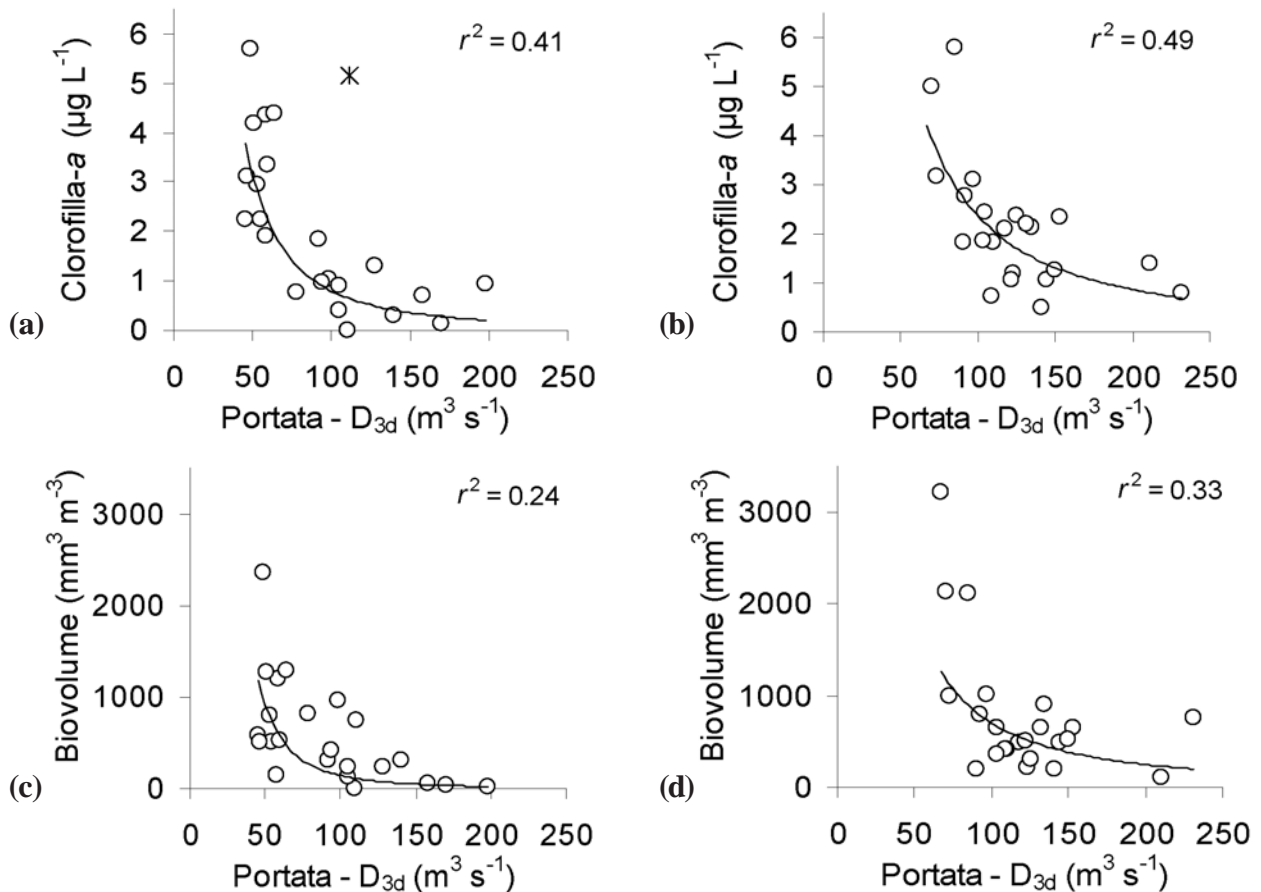 (a)
Clorofilla-a (µg L⁻¹)
r² = 0.41
6
5
4
3
2
1
0
0 50 100 150 200 250
Portata - D₃d (m³ s⁻¹)
(b)
Clorofilla-a (µg L⁻¹)
r² = 0.49
6
5
4
3
2
1
0
0 50 100 150 200 250
Portata - D₃d (m³ s⁻¹)
(c)
Biovolume (mm³ m⁻³)
r² = 0.24
3000
2000
1000
0
0 50 100 150 200 250
Portata - D₃d (m³ s⁻¹)
(d)
Biovolume (mm³ m⁻³)
r² = 0.33
3000
2000
1000
0
0 50 100 150 200 250
Portata - D₃d (m³ s⁻¹)